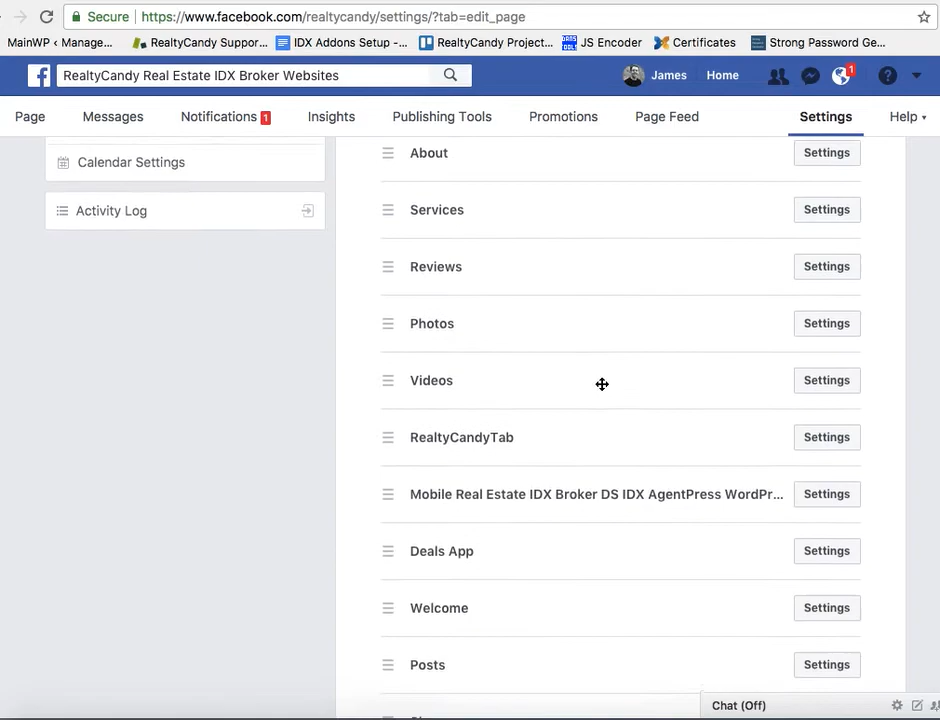 Secure https://www.facebook.com/realtycandy/settings/?tab=edit_page
MainWP ‹ Manage... RealtyCandy Suppor... IDX Addons Setup -... RealtyCandy Project... JS Encoder Certificates Strong Password Ge...
RealtyCandy Real Estate IDX Broker Websites James Home 1
Page Messages Notifications 1 Insights Publishing Tools Promotions Page Feed Settings Help
Calendar Settings
Activity Log
About Settings
Services Settings
Reviews Settings
Photos Settings
Videos Settings
RealtyCandyTab Settings
Mobile Real Estate IDX Broker DS IDX AgentPress WordPr... Settings
Deals App Settings
Welcome Settings
Posts Settings
Chat (Off)